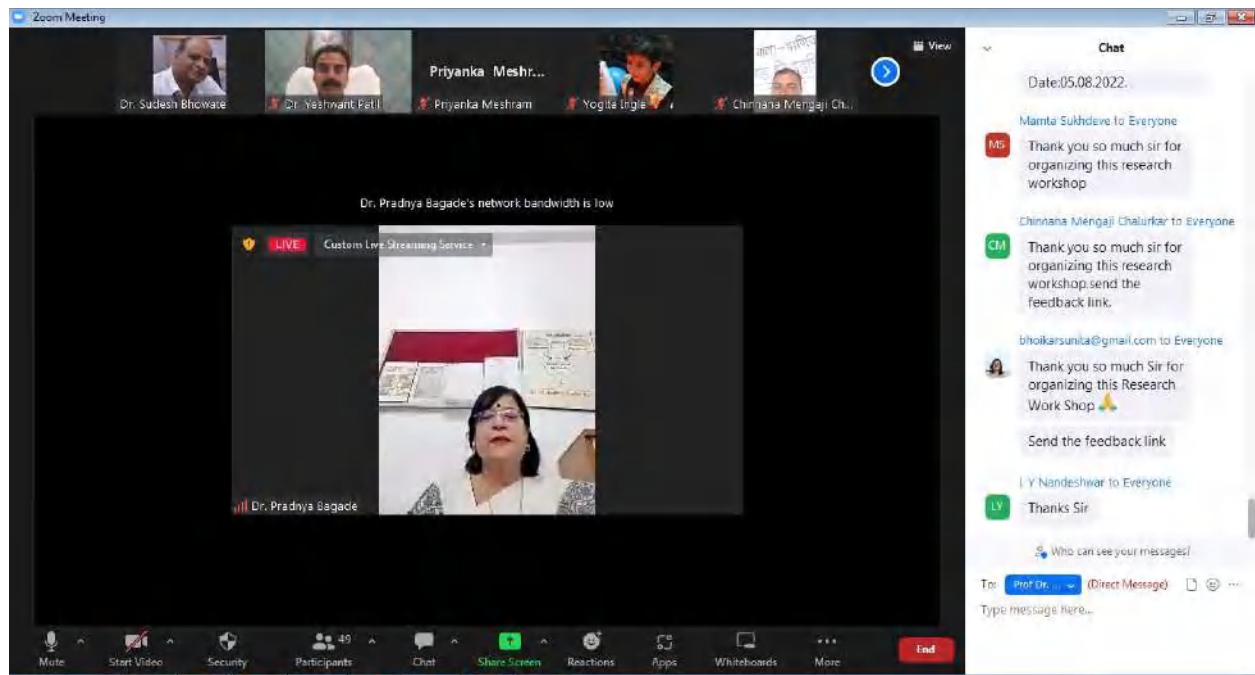 Zoom Meeting
View
Dr. Sudesh Bhowate
Dr. Yashwant Patil
Priyanka Meshr...
Priyanka Meshram
Yogita Ingle
Chinnana Mengaji Ch...
Dr. Pradnya Bagade's network bandwidth is low
LIVE
Custom Live Streaming Service
Dr. Pradnya Bagade
Mute
Start Video
Security
49
Participants
Chat
Share Screen
Reactions
Apps
Whiteboards
More
End
Chat
Date:05.08.2022.
Mamta Sukhdeve to Everyone
MS
Thank you so much sir for
organizing this research
workshop
Chinnana Mengaji Chalurkar to Everyone
CM
Thank you so much sir for
organizing this research
workshop.send the
feedback link.
bhoikarsunita@gmail.com to Everyone
Thank you so much Sir for
organizing this Research
Work Shop
Send the feedback link
Y Nandeshwar to Everyone
LY
Thanks Sir
Who can see your messages?
To:
Prof Dr. ...
(Direct Message)
Type message here...